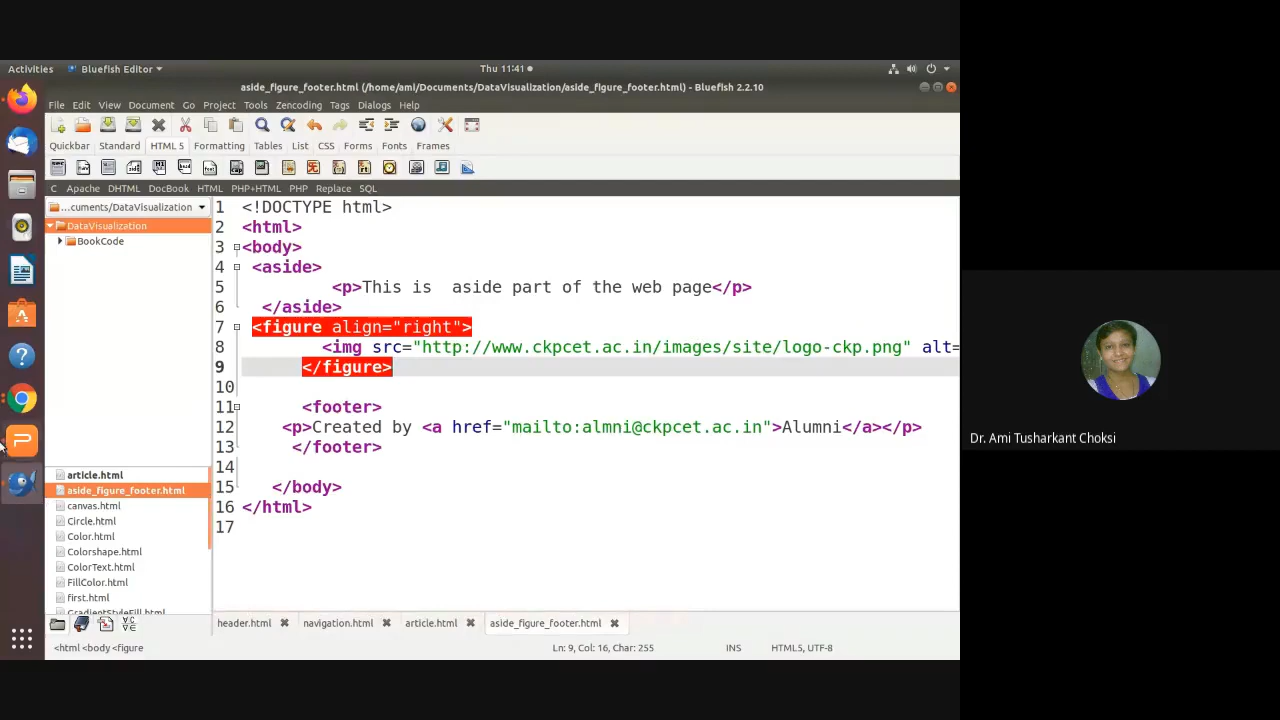 Activities Bluefish Editor Thu 11:41
aside_figure_footer.html (/home/ami/Documents/DataVisualization/aside_figure_footer.html) - Bluefish 2.2.10
File Edit View Document Go Project Tools Zencoding Tags Dialogs Help
Quickbar Standard HTML 5 Formatting Tables List CSS Forms Fonts Frames
C Apache DHTML DocBook HTML PHP+HTML PHP Replace SQL
...cuments/DataVisualization
DataVisualization
BookCode
1 <!DOCTYPE html>
2 <html>
3 <body>
4 <aside>
5 <p>This is  aside part of the web page</p>
6 </aside>
7 <figure align="right">
8 <img src="http://www.ckpcet.ac.in/images/site/logo-ckp.png" alt=
9 </figure>
10
11 <footer>
12 <p>Created by <a href="mailto:almni@ckpcet.ac.in">Alumni</a></p>
13 </footer>
14
15 </body>
16 </html>
17
article.html
aside_figure_footer.html
canvas.html
Circle.html
Color.html
Colorshape.html
ColorText.html
FillColor.html
first.html
GradientStyleFill.html
header.html navigation.html article.html aside_figure_footer.html
<html <body <figure Ln: 9, Col: 16, Char: 255 INS HTML5, UTF-8
Dr. Ami Tusharkant Choksi